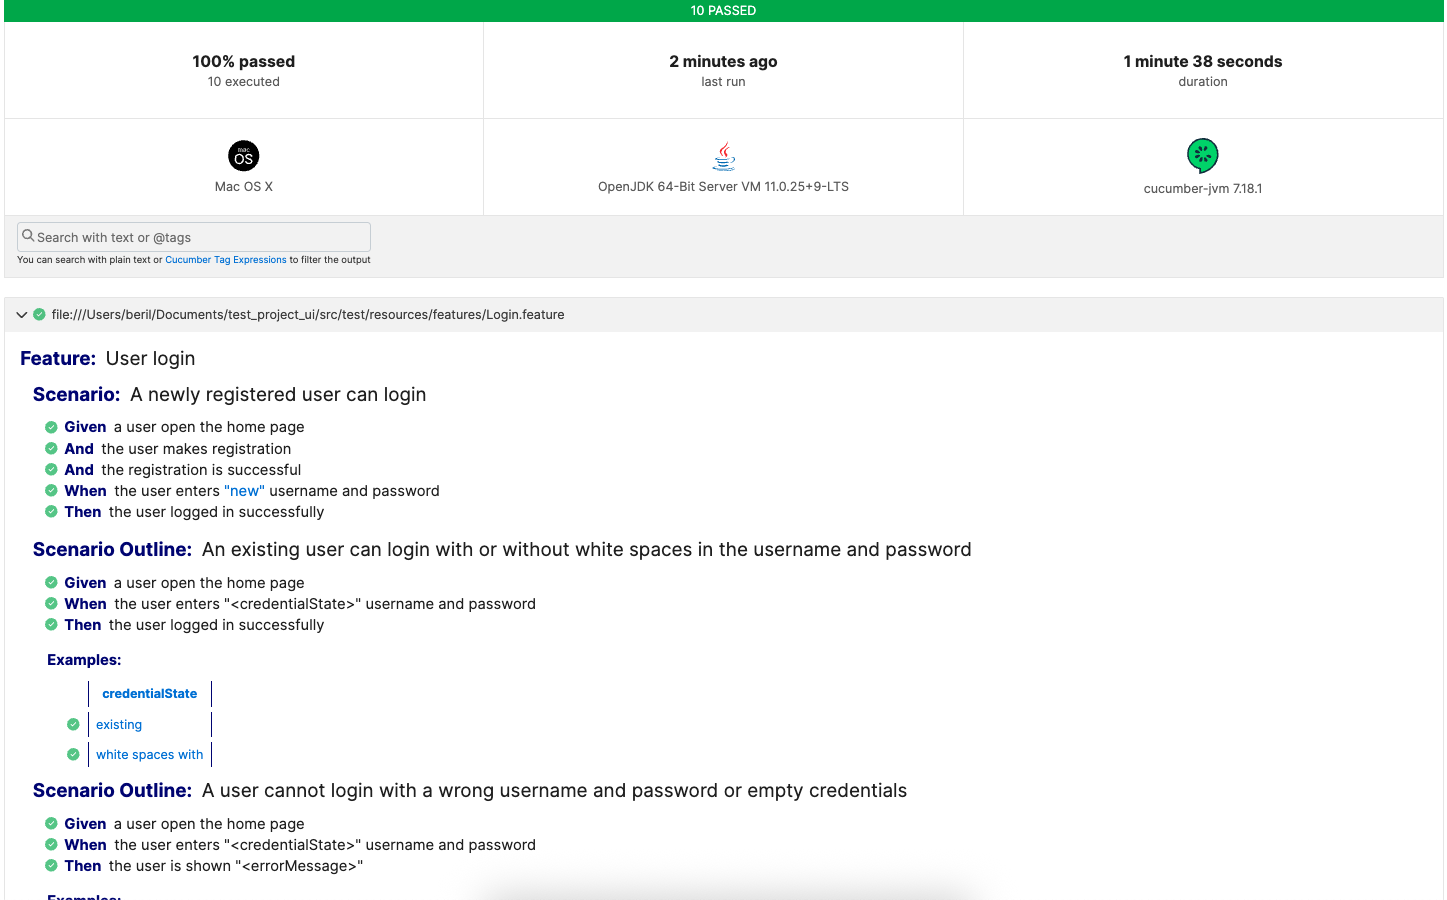 10 PASSED
100% passed
10 executed
2 minutes ago
last run
1 minute 38 seconds
duration
mac
OS
Mac OS X
OpenJDK 64-Bit Server VM 11.0.25+9-LTS
cucumber-jvm 7.18.1
Search with text or @tags
You can search with plain text or Cucumber Tag Expressions to filter the output
file:///Users/beril/Documents/test_project_ui/src/test/resources/features/Login.feature
Feature: User login
Scenario: A newly registered user can login
Given a user open the home page
And the user makes registration
And the registration is successful
When the user enters "new" username and password
Then the user logged in successfully
Scenario Outline: An existing user can login with or without white spaces in the username and password
Given a user open the home page
When the user enters "<credentialState>" username and password
Then the user logged in successfully
Examples:
credentialState
existing
white spaces with
Scenario Outline: A user cannot login with a wrong username and password or empty credentials
Given a user open the home page
When the user enters "<credentialState>" username and password
Then the user is shown "<errorMessage>"
Examples: